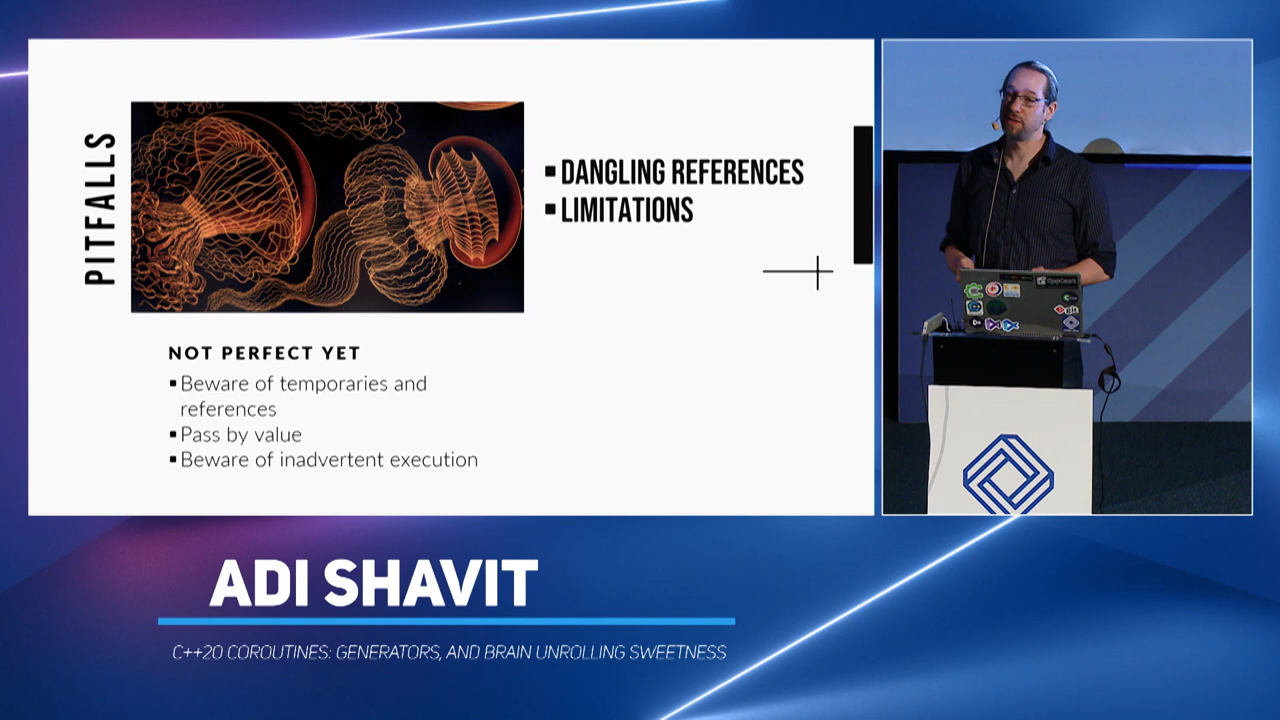 PITFALLS
▪DANGLING REFERENCES
▪LIMITATIONS
NOT PERFECT YET
▪Beware of temporaries and
references
▪Pass by value
▪Beware of inadvertent execution
ADI SHAVIT
C++20 COROUTINES: GENERATORS, AND BRAIN UNROLLING SWEETNESS